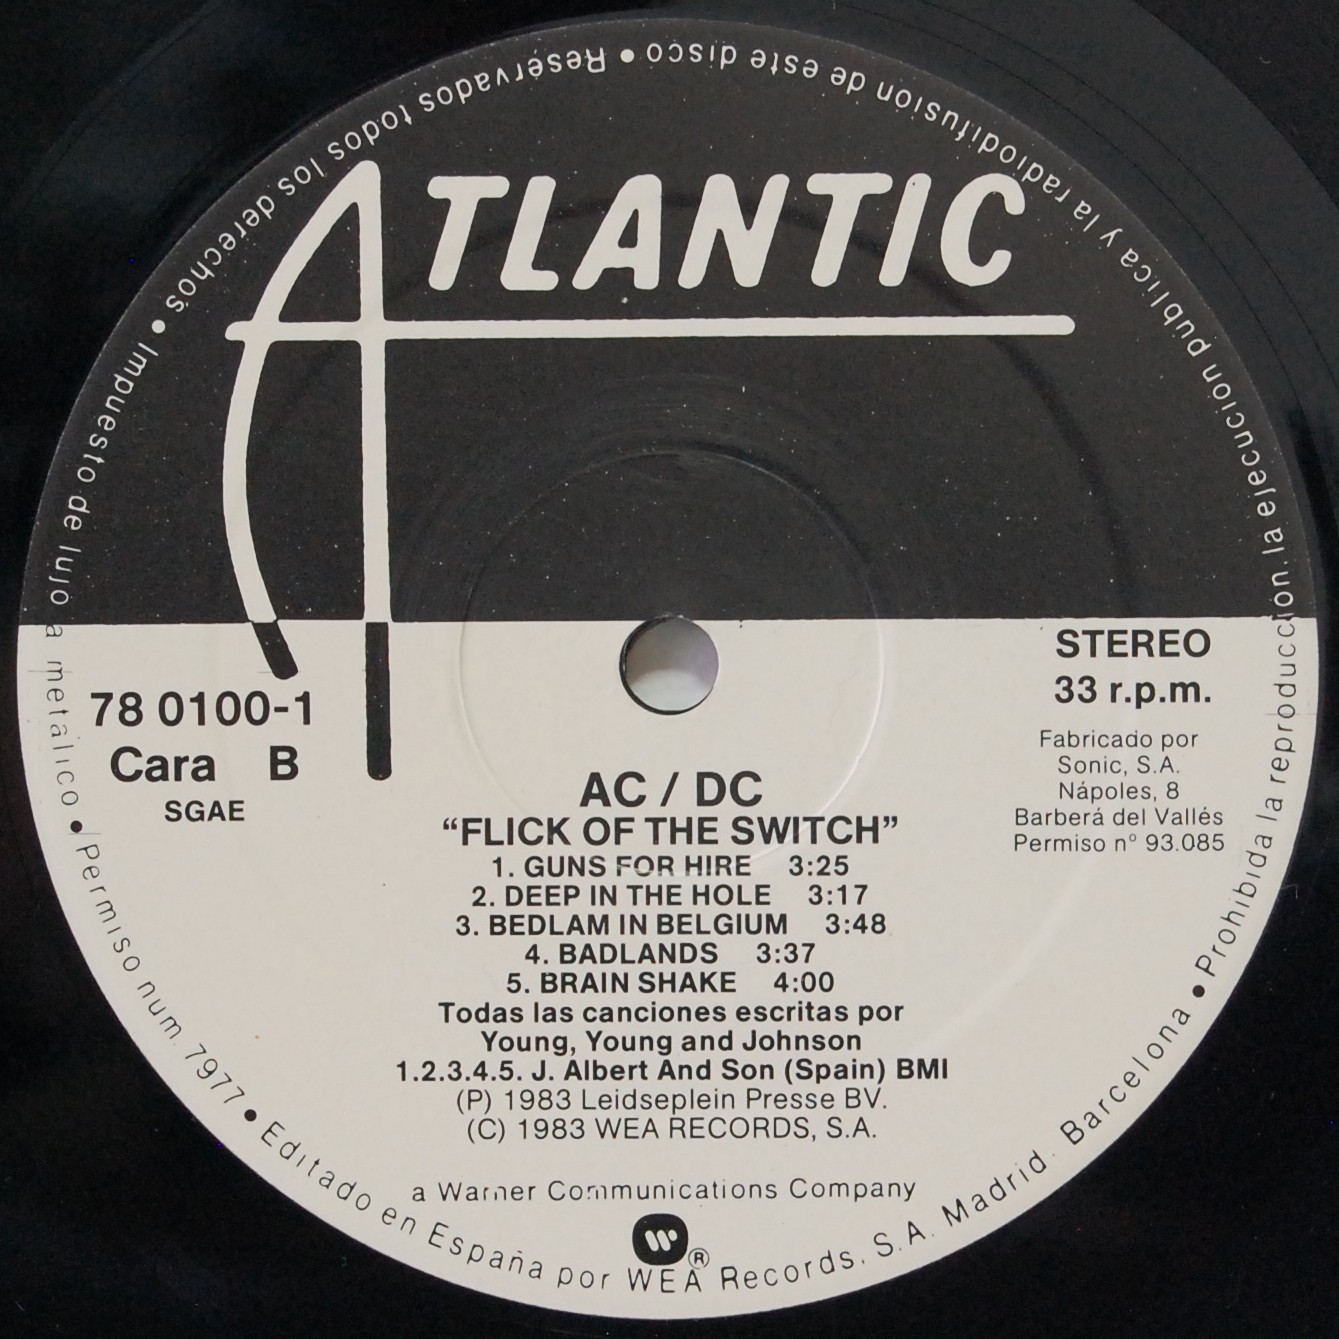 ATLANTIC
78 0100-1
Cara B
SGAE
STEREO
33 r.p.m.
Fabricado por
Sonic, S.A.
Nápoles, 8
Barberá del Vallés
Permiso nº 93.085
AC / DC
“FLICK OF THE SWITCH”
1. GUNS FOR HIRE 3:25
2. DEEP IN THE HOLE 3:17
3. BEDLAM IN BELGIUM 3:48
4. BADLANDS 3:37
5. BRAIN SHAKE 4:00
Todas las canciones escritas por
Young, Young and Johnson
1.2.3.4.5. J. Albert And Son (Spain) BMI
(P) 1983 Leidseplein Presse BV.
(C) 1983 WEA RECORDS, S.A.
a Warner Communications Company
W ®
Reservados todos los derechos • Impuesto de lujo a metálico • Permiso num. 7977 • Editado en España por WEA Records, S.A. Madrid. Barcelona • Prohibida la reproducción, la ejecución pública y la radiodifusión de este disco •